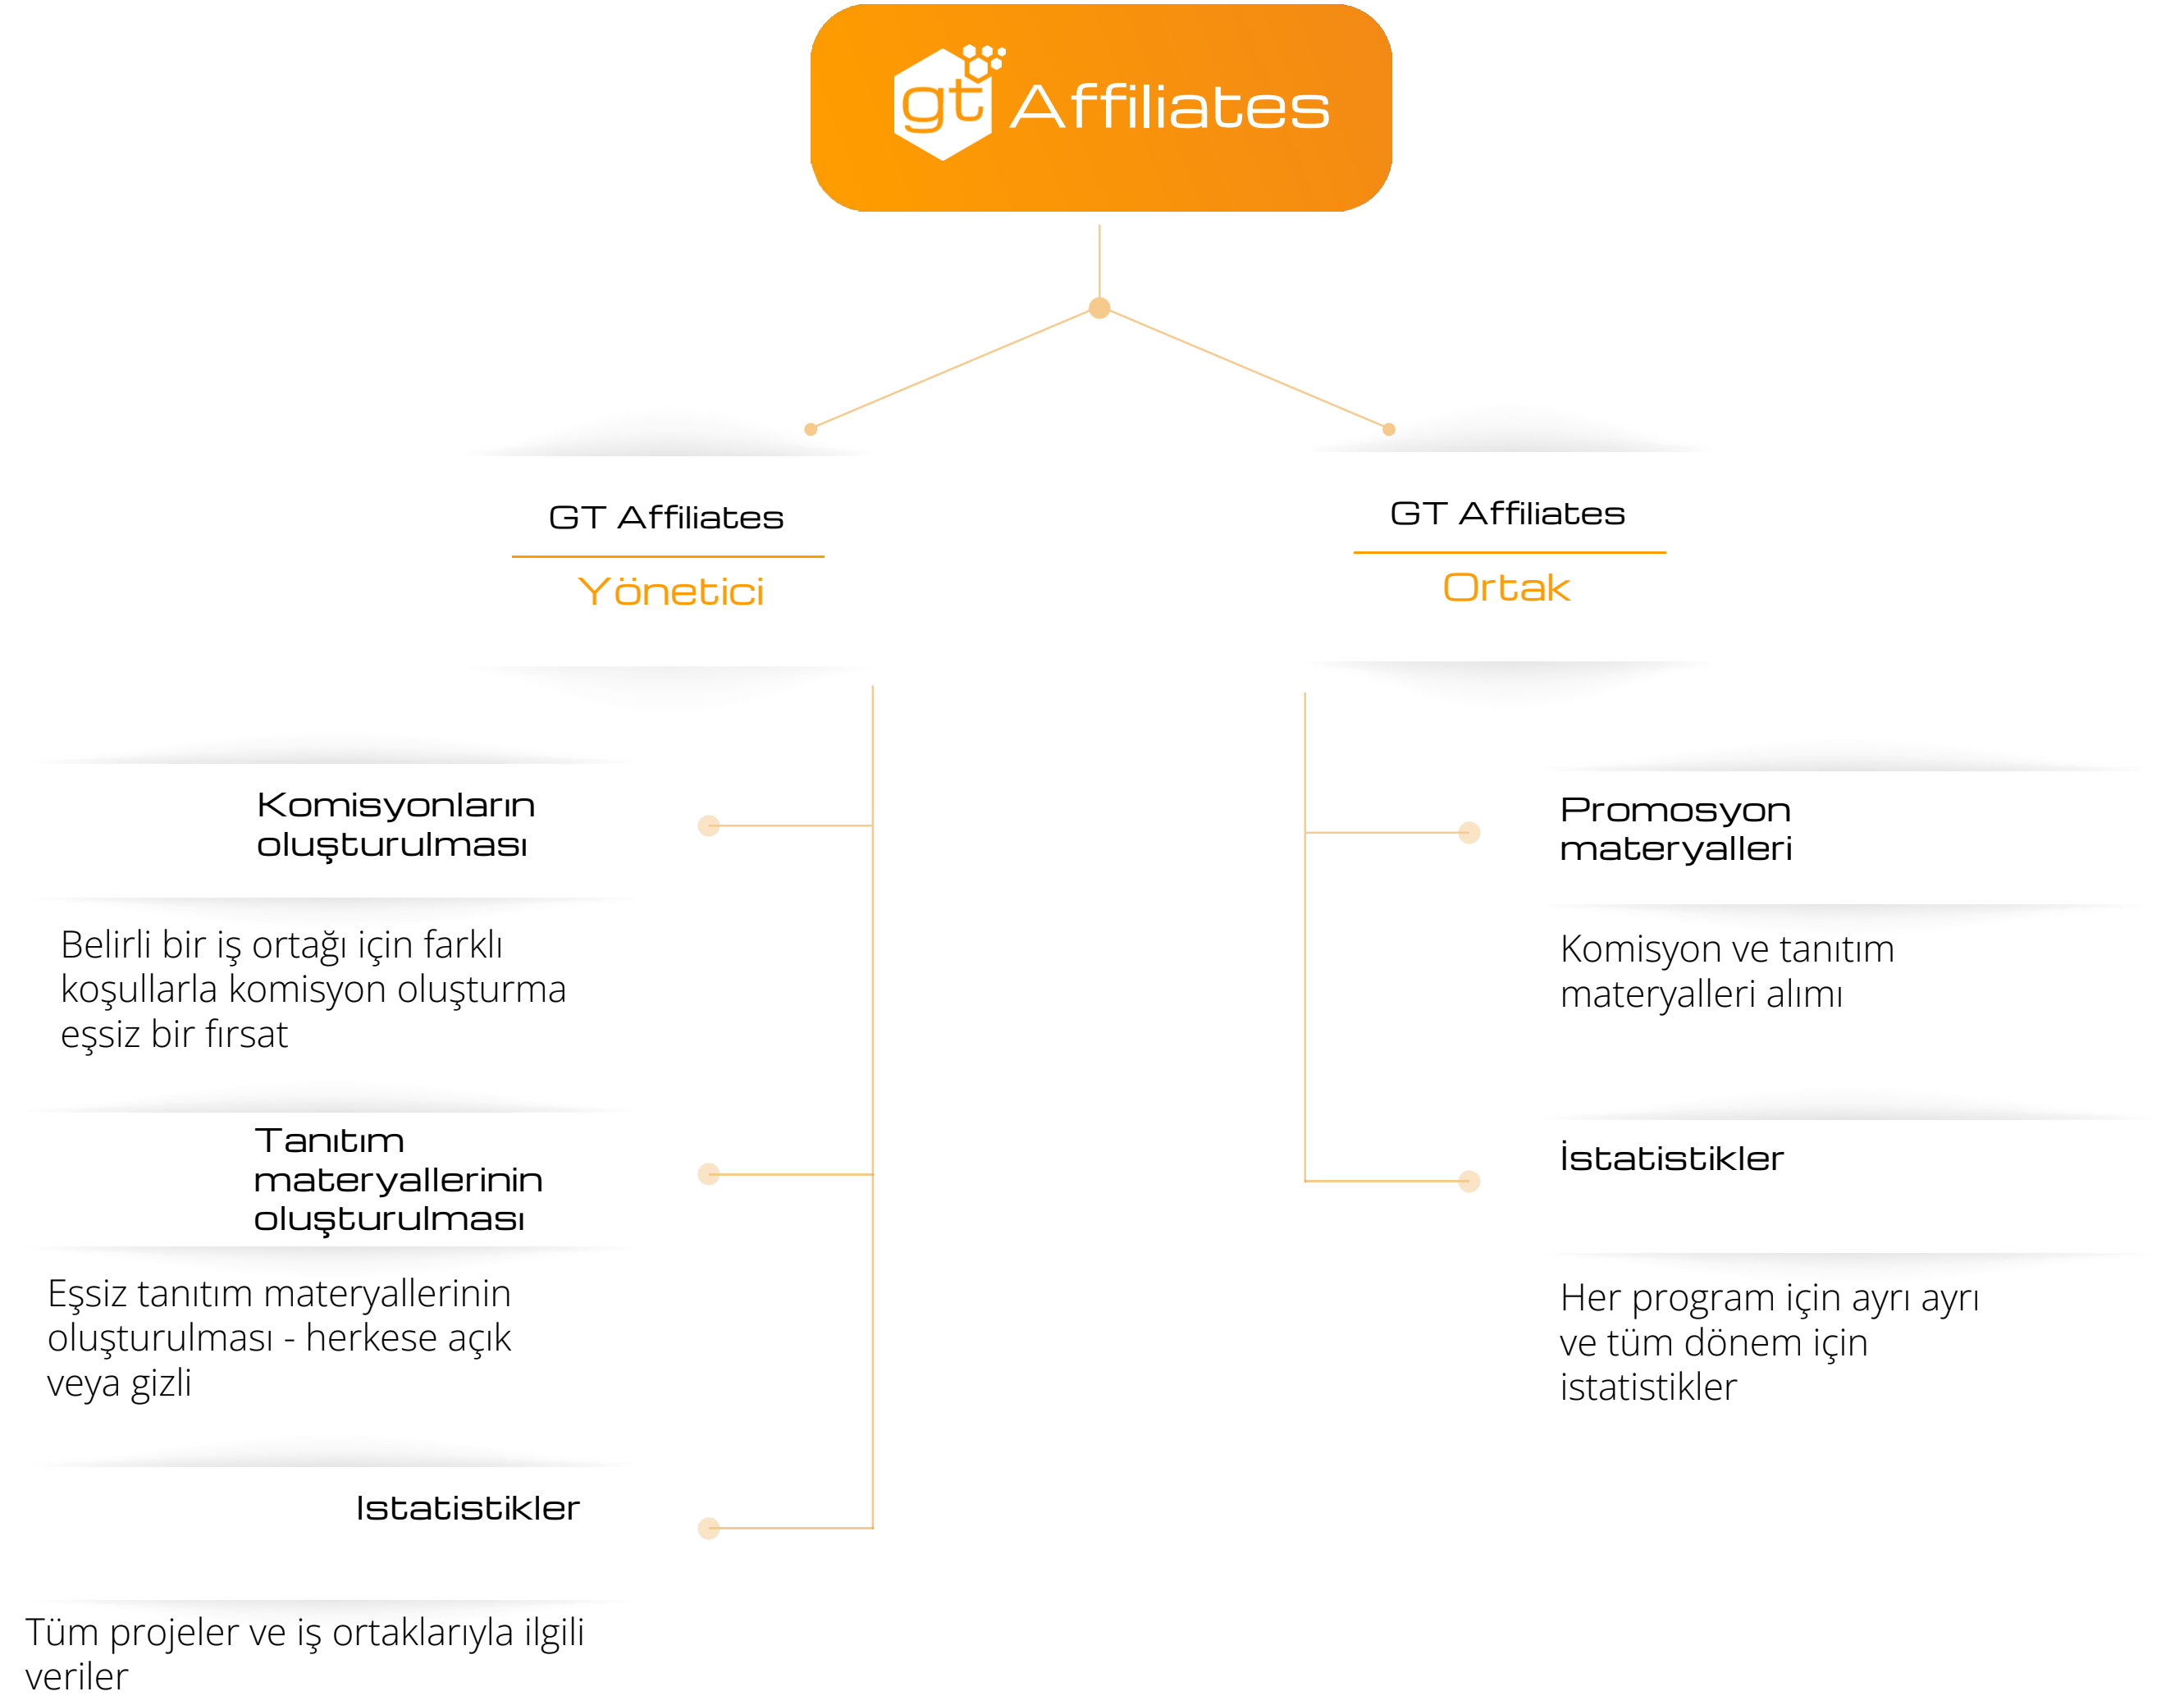 gt Affiliates
GT Affiliates
Yönetici
GT Affiliates
Ortak
Komisyonların
oluşturulması
Belirli bir iş ortağı için farklı
koşullarla komisyon oluşturma
eşsiz bir fırsat
Tanıtım
materyallerinin
oluşturulması
Eşsiz tanıtım materyallerinin
oluşturulması - herkese açık
veya gizli
Istatistikler
Tüm projeler ve iş ortaklarıyla ilgili
veriler
Promosyon
materyalleri
Komisyon ve tanıtım
materyalleri alımı
İstatistikler
Her program için ayrı ayrı
ve tüm dönem için
istatistikler